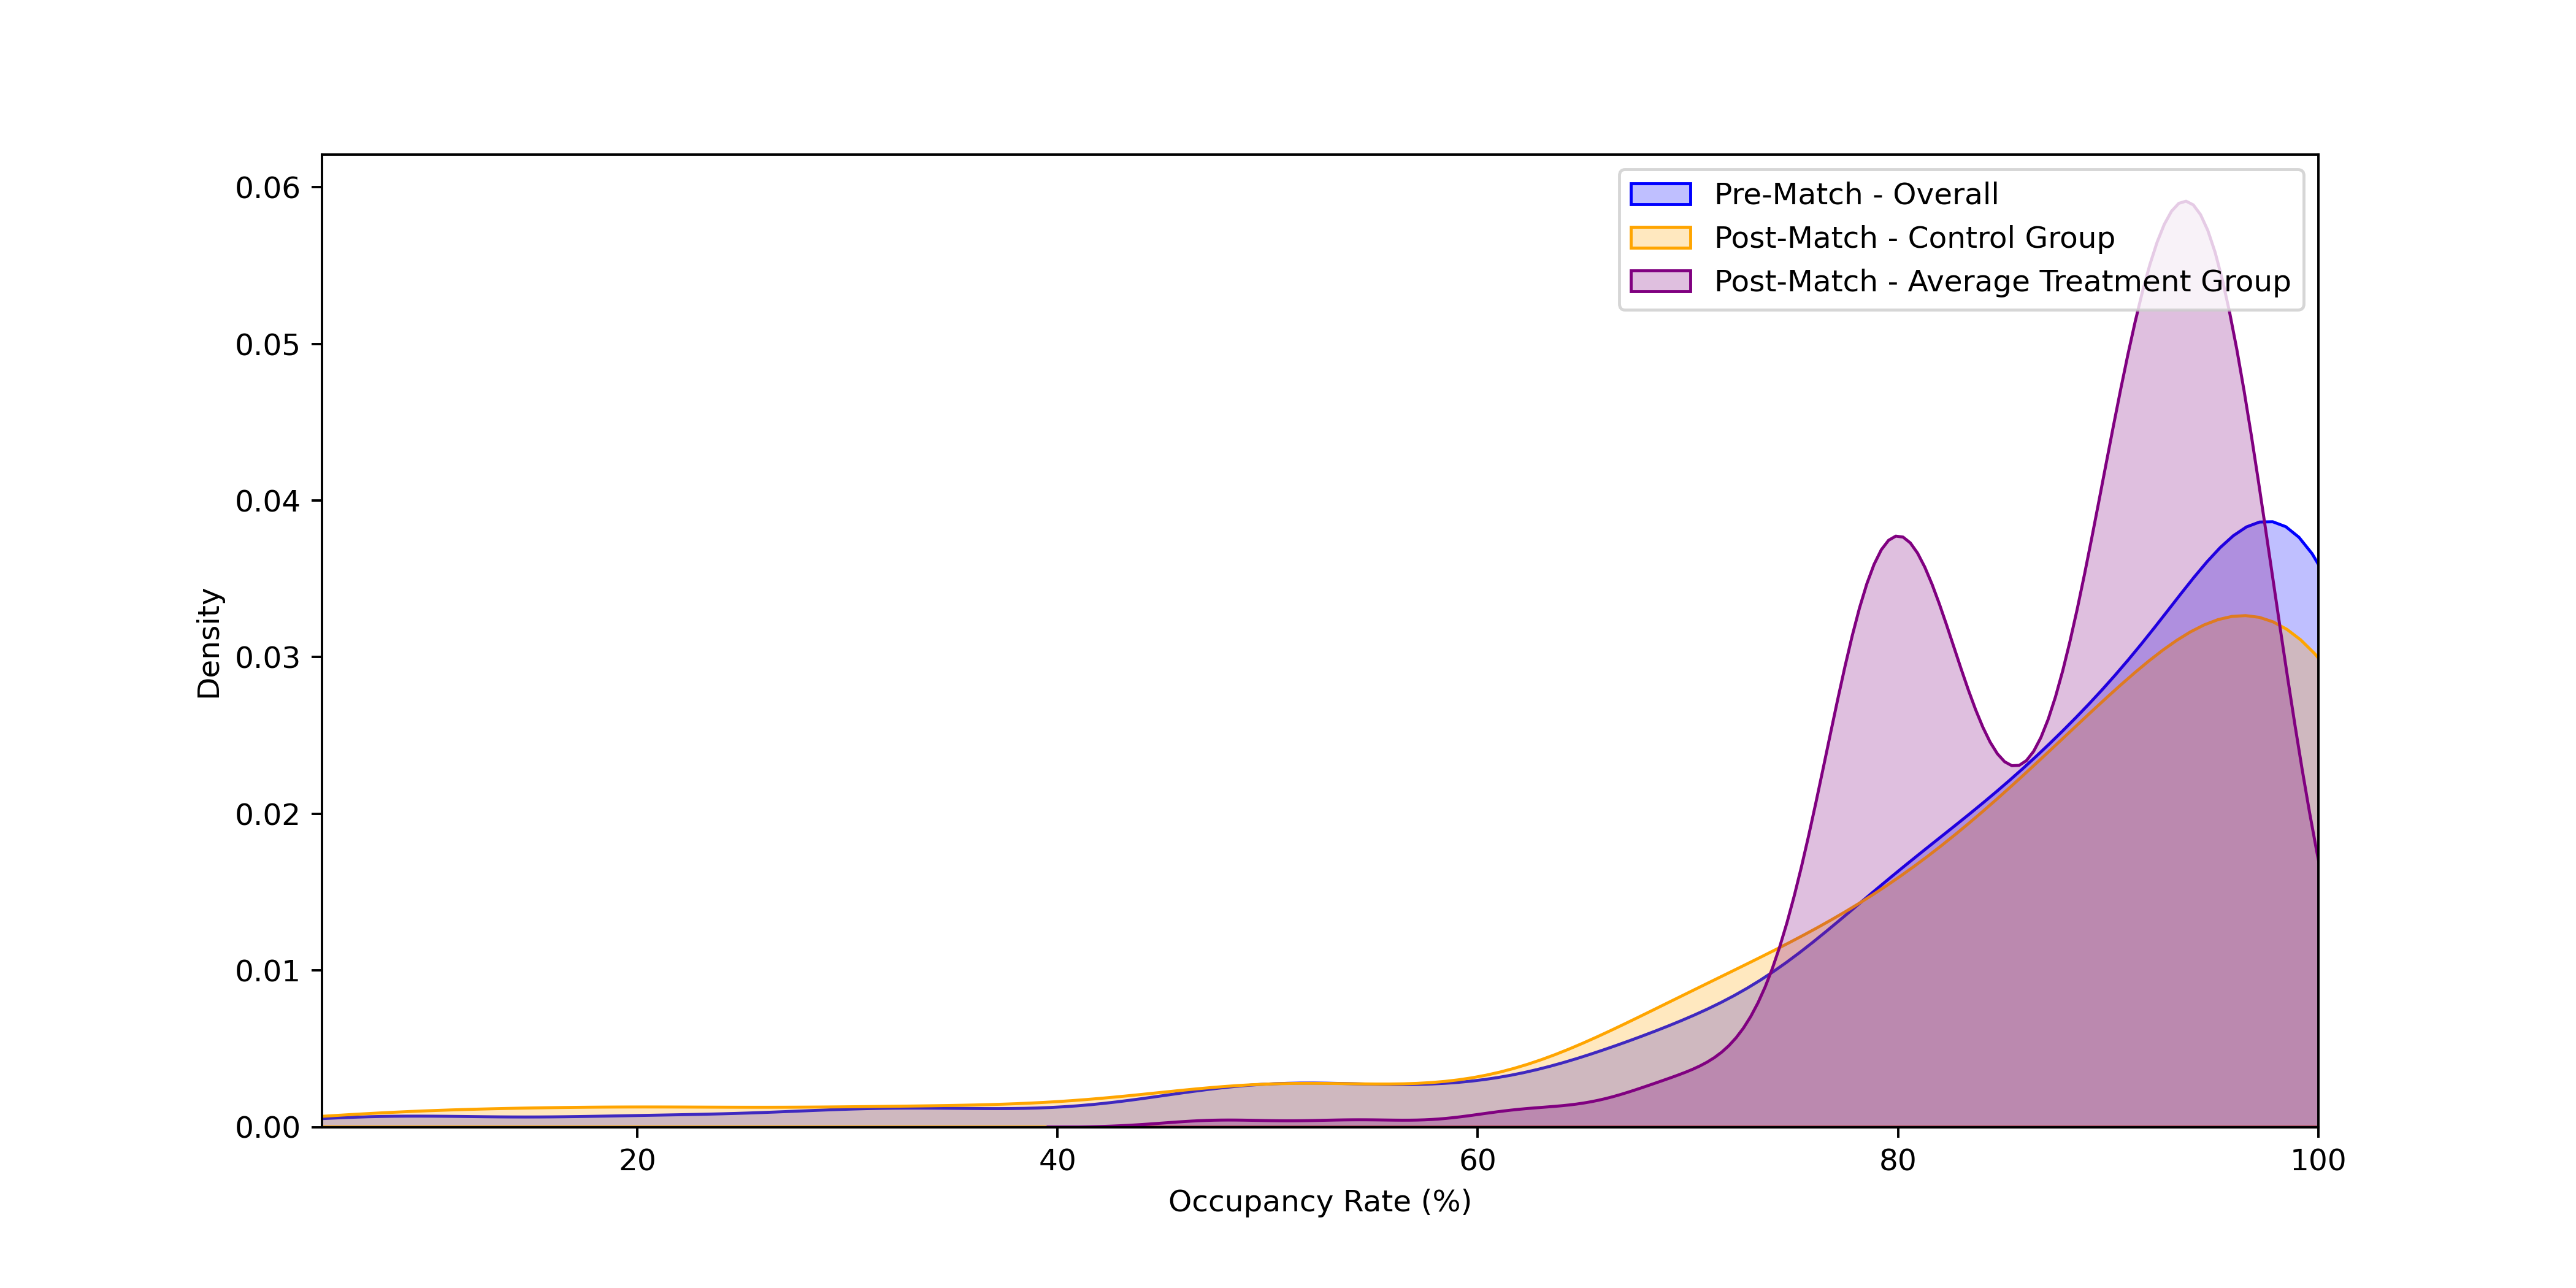 Pre-Match - Overall
Post-Match - Control Group
Post-Match - Average Treatment Group
0.06
0.05
0.04
0.03
0.02
0.01
0.00
Density
20 40 60 80 100
Occupancy Rate (%)